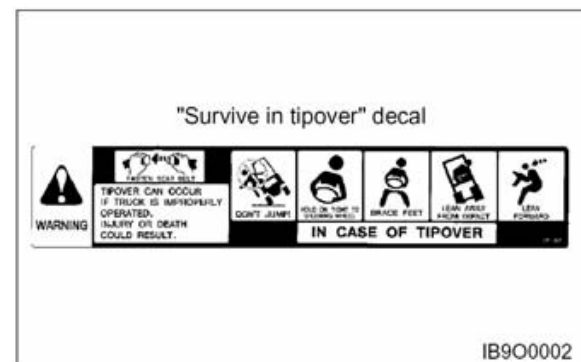 "Survive in tipover" decal
FASTEN SEAT BELT
WARNING
TIPOVER CAN OCCUR
IF TRUCK IS IMPROPERLY
OPERATED.
INJURY OR DEATH
COULD RESULT.
DON'T JUMP!
HOLD ON TIGHT TO
STEERING WHEEL
BRACE FEET
LEAN AWAY
FROM IMPACT
LEAN
FORWARD
IN CASE OF TIPOVER
IB9O0002